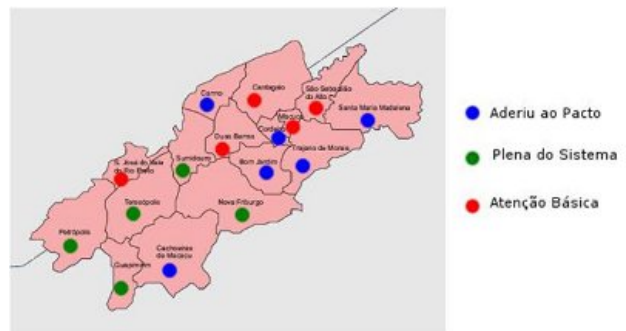 Carmo
Cantagalo
São Sebastião
do Alto
Santa Maria Madalena
Macuco
Cordeiro
Duas Barras
Trajano de Morais
Sumidouro
Bom Jardim
S. José do Vale
do Rio Preto
Teresópolis
Nova Friburgo
Petrópolis
Cachoeiras
de Macacu
Guapimirim
Aderiu ao Pacto
Plena do Sistema
Atenção Básica